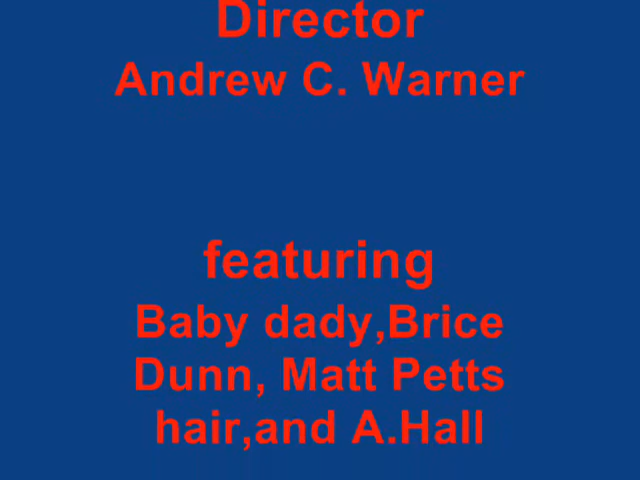 Director
Andrew C. Warner
featuring
Baby dady,Brice
Dunn, Matt Petts
hair,and A.Hall